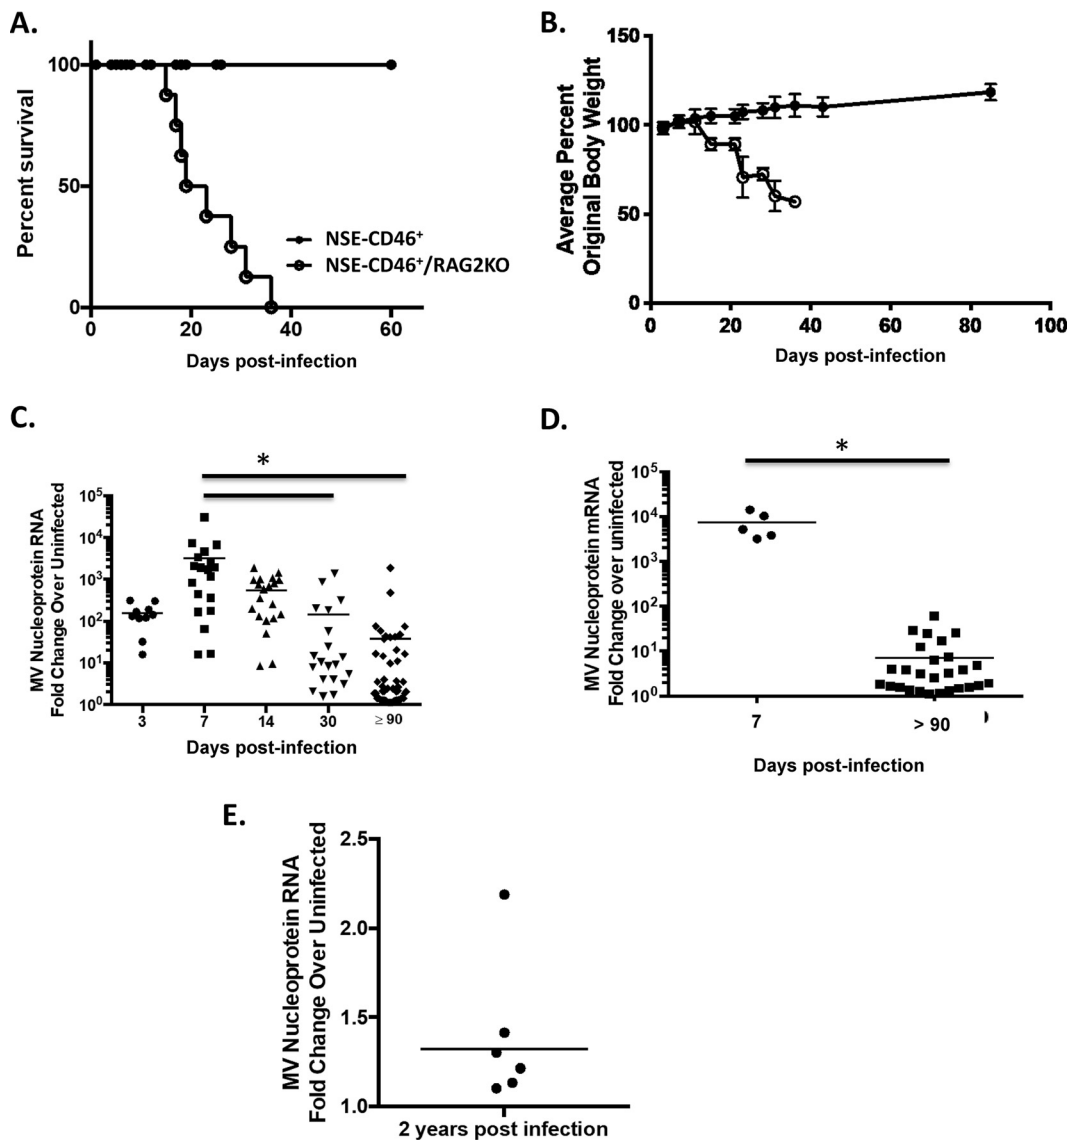 A.
Percent survival
100
50
0
0 20 40 60
Days post-infection
NSE-CD46⁺
NSE-CD46⁺/RAG2KO
B.
Average Percent
Original Body Weight
150
100
50
0
0 20 40 60 80 100
Days post-infection
C.
MV Nucleoprotein RNA
Fold Change Over Uninfected
*
10⁵
10⁴
10³
10²
10¹
10⁰
3 7 14 30 ≥ 90
Days post-infection
D.
MV Nucleoprotein mRNA
Fold Change over uninfected
*
10⁵
10⁴
10³
10²
10¹
10⁰
7 > 90
Days post-infection
E.
MV Nucleoprotein RNA
Fold Change Over Uninfected
2.5
2.0
1.5
1.0
2 years post infection